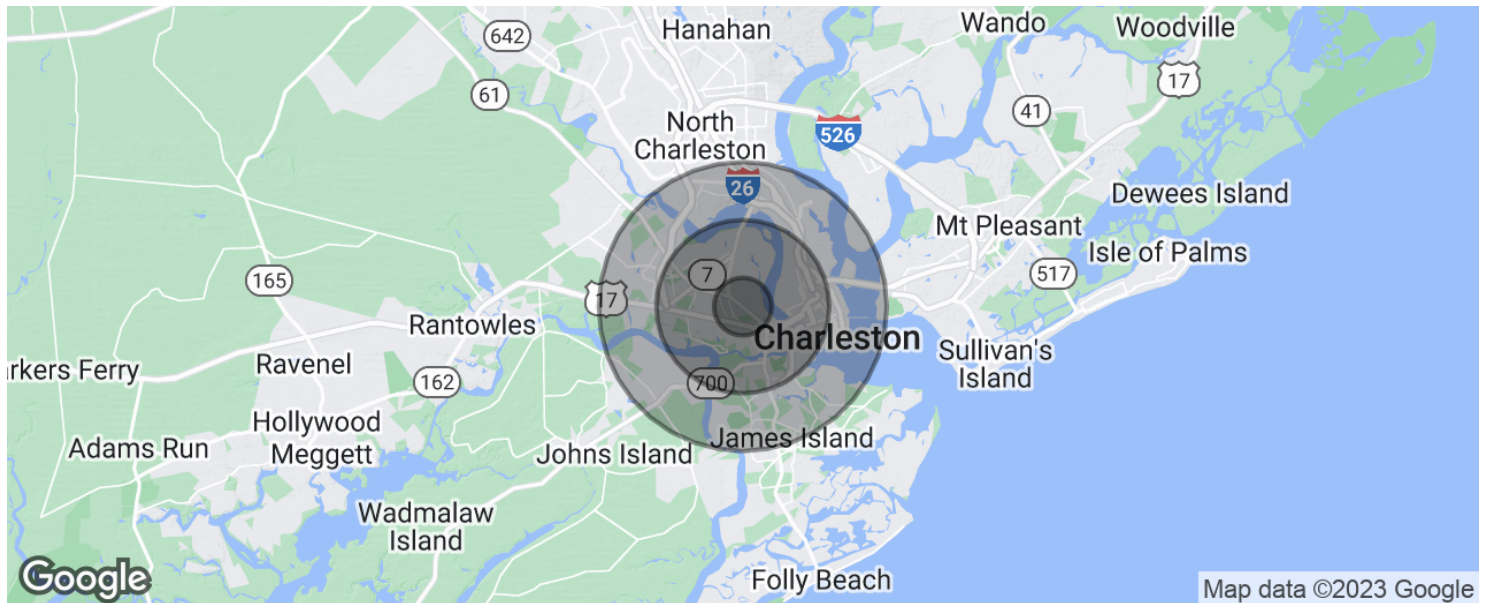 Hanahan
Wando
Woodville
642
17
61
41
526
North
Charleston
26
Dewees Island
Mt Pleasant
Isle of Palms
7
517
165
17
Rantowles
Charleston
Sullivan's
Island
Ravenel
arkers Ferry
162
700
Hollywood
Meggett
Adams Run
James Island
Johns Island
Wadmalaw
Island
Folly Beach
Google
Map data ©2023 Google